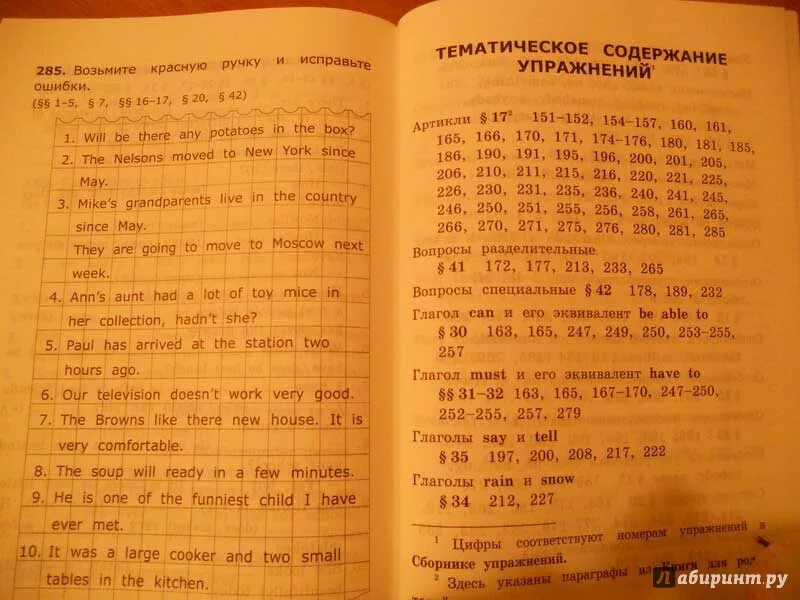 285. Возьмите красную ручку и исправьте
ошибки.
(§§ 1–5, § 7, §§ 16–17, § 20, § 42)
1. Will be there any potatoes in the box?
2. The Nelsons moved to New York since
May.
3. Mike's grandparents live in the country
since May.
They are going to move to Moscow next
week.
4. Ann's aunt had a lot of toy mice in
her collection, hadn't she?
5. Paul has arrived at the station two
hours ago.
6. Our television doesn't work very good.
7. The Browns like there new house. It is
very comfortable.
8. The soup will ready in a few minutes.
9. He is one of the funniest child I have
ever met.
10. It was a large cooker and two small
tables in the kitchen.
ТЕМАТИЧЕСКОЕ СОДЕРЖАНИЕ
УПРАЖНЕНИЙ¹
Артикли § 17² 151–152, 154–157, 160, 161,
165, 166, 170, 171, 174–176, 180, 181, 185,
186, 190, 191, 195, 196, 200, 201, 205,
206, 210, 211, 215, 216, 220, 221, 225,
226, 230, 231, 235, 236, 240, 241, 245,
246, 250, 251, 255, 256, 258, 261, 265,
266, 270, 271, 275, 276, 280, 281, 285
Вопросы разделительные
§ 41 172, 177, 213, 233, 265
Вопросы специальные § 42 178, 189, 232
Глагол can и его эквивалент be able to
§ 30 163, 165, 247, 249, 250, 253–255,
257
Глагол must и его эквивалент have to
§§ 31–32 163, 165, 167–170, 247–250,
252–255, 257, 279
Глаголы say и tell
§ 35 197, 200, 208, 217, 222
Глаголы rain и snow
§ 34 212, 227
¹ Цифры соответствуют номерам упражнений в
Сборнике упражнений.
² Здесь указаны параграфы из Книги для ро-
Лабиринт.ру